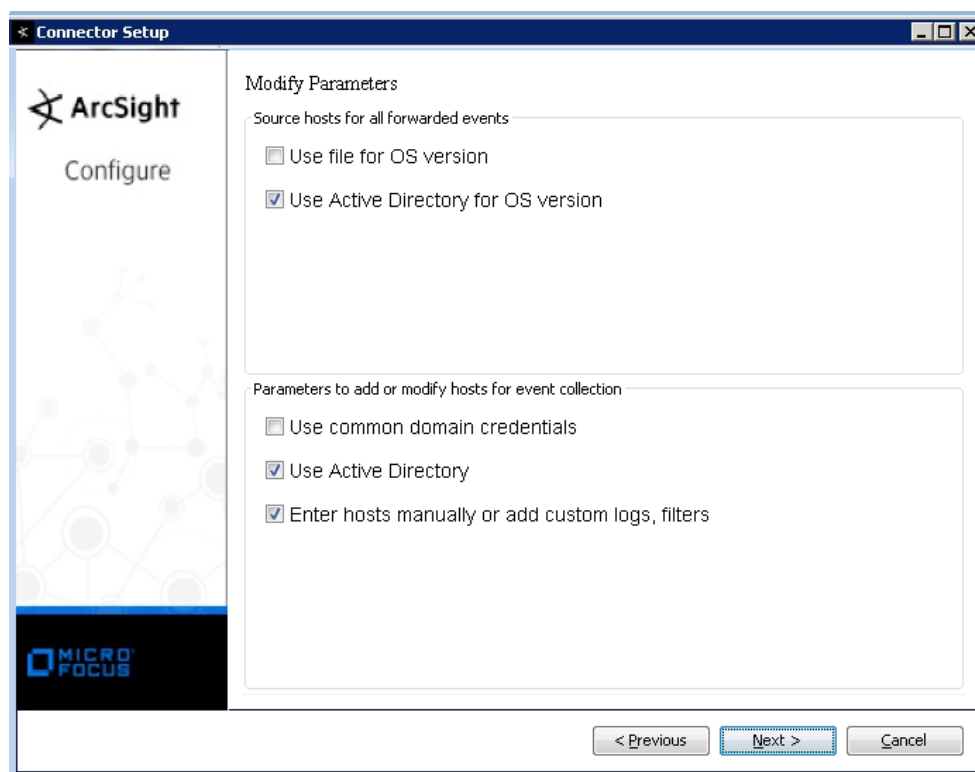 Connector Setup
ArcSight
Configure
Modify Parameters
Source hosts for all forwarded events
Use file for OS version
Use Active Directory for OS version
Parameters to add or modify hosts for event collection
Use common domain credentials
Use Active Directory
Enter hosts manually or add custom logs, filters
MICRO
FOCUS
< Previous
Next >
Cancel